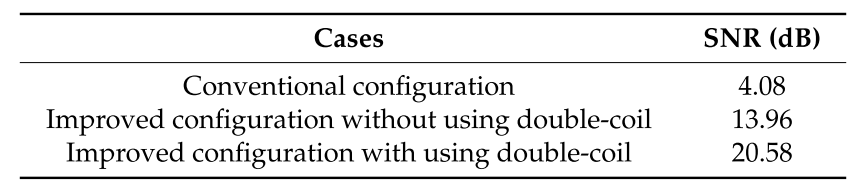 Cases SNR (dB)
Conventional configuration 4.08
Improved configuration without using double-coil 13.96
Improved configuration with using double-coil 20.58